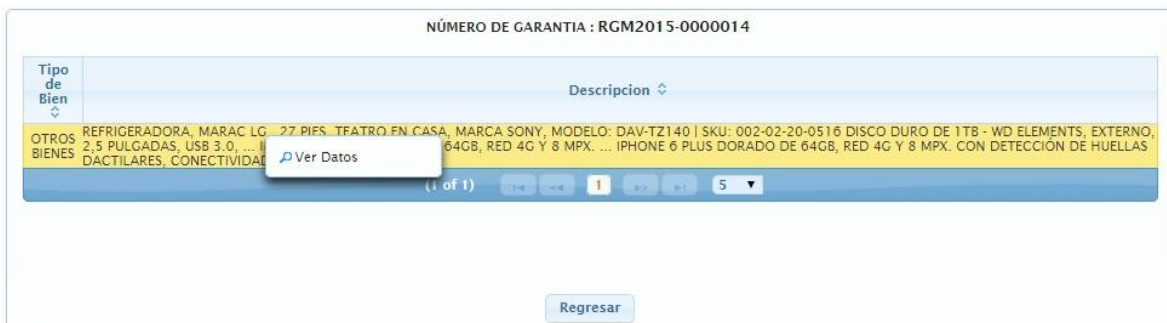 NÚMERO DE GARANTIA : RGM2015-0000014
Tipo
de
Bien
Descripcion
OTROS
BIENES
REFRIGERADORA, MARAC LG , 27 PIES, TEATRO EN CASA, MARCA SONY, MODELO: DAV-TZ140 | SKU: 002-02-20-0516 DISCO DURO DE 1TB - WD ELEMENTS, EXTERNO,
2,5 PULGADAS, USB 3.0, ... 64GB, RED 4G Y 8 MPX. ... IPHONE 6 PLUS DORADO DE 64GB, RED 4G Y 8 MPX. CON DETECCIÓN DE HUELLAS
DACTILARES, CONECTIVIDAD
Ver Datos
(1 of 1)
1
5
Regresar